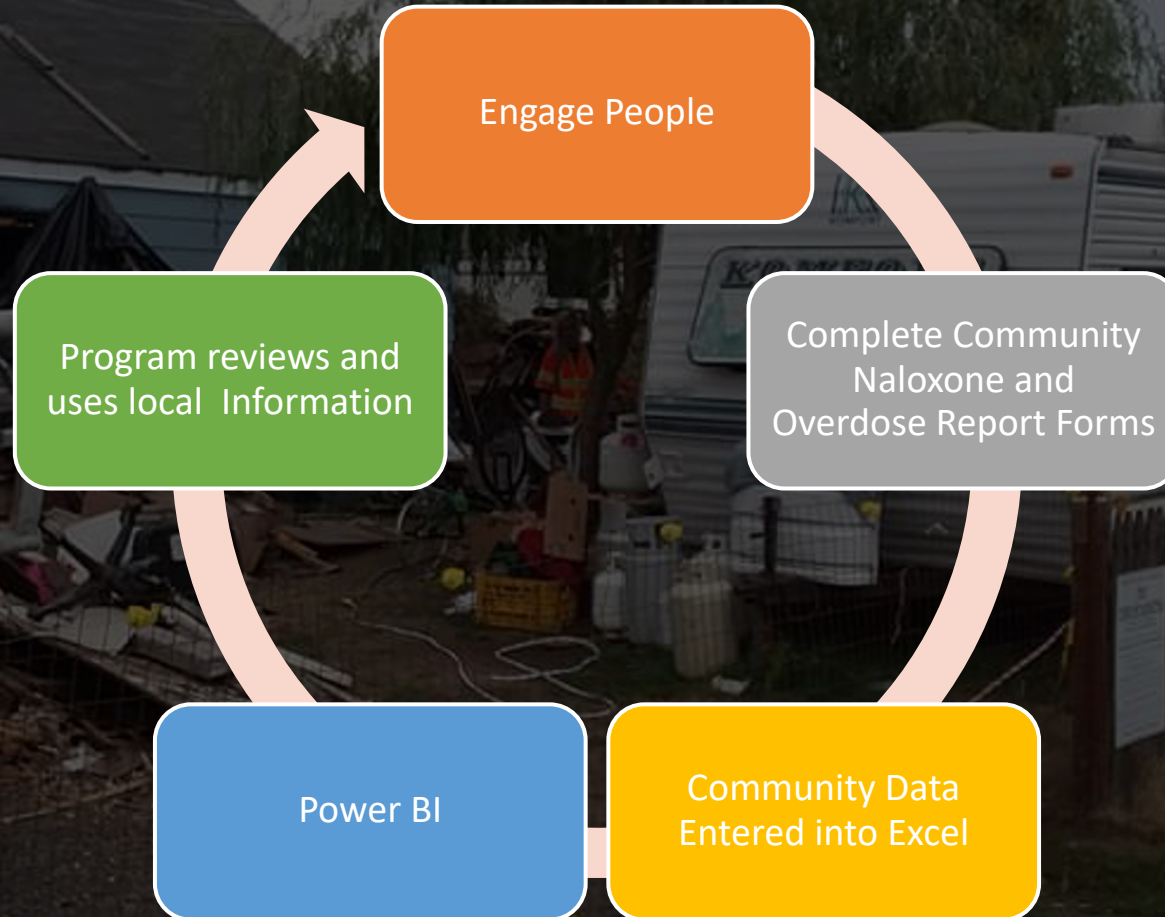 Engage People
Complete Community
Naloxone and
Overdose Report Forms
Community Data
Entered into Excel
Power BI
Program reviews and
uses local  Information